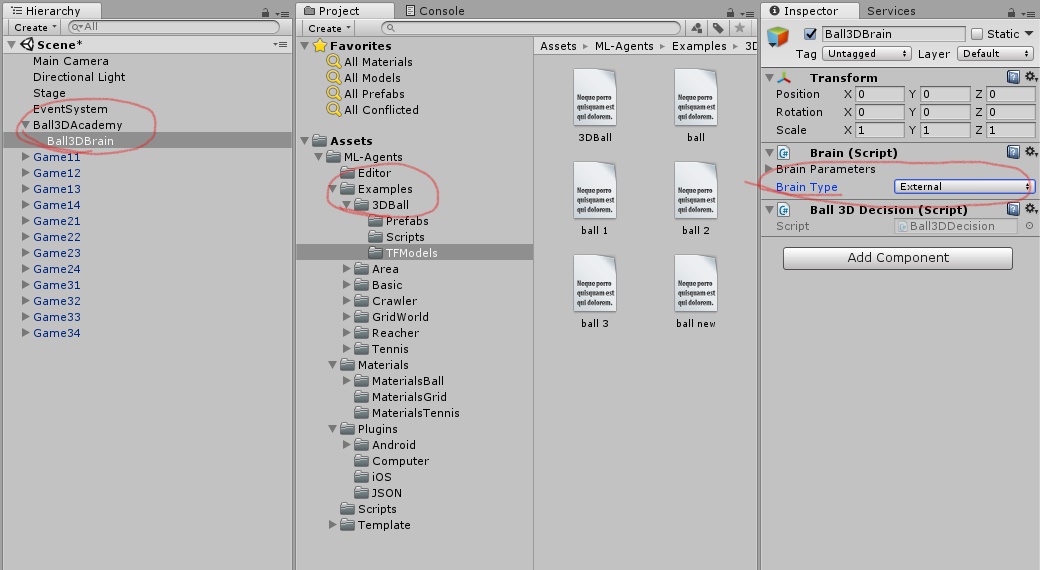 Hierarchy
Create
All
Scene*
Main Camera
Directional Light
Stage
EventSystem
Ball3DAcademy
Ball3DBrain
Game11
Game12
Game13
Game14
Game21
Game22
Game23
Game24
Game31
Game32
Game33
Game34
Project
Console
Create
Favorites
All Materials
All Models
All Prefabs
All Conflicted
Assets
ML-Agents
Editor
Examples
3DBall
Prefabs
Scripts
TFModels
Area
Basic
Crawler
GridWorld
Reacher
Tennis
Materials
MaterialsBall
MaterialsGrid
MaterialsTennis
Plugins
Android
Computer
iOS
JSON
Scripts
Template
Assets ML-Agents Examples 3D
Neque porro quisquam est qui dolorem.
3DBall
Neque porro quisquam est qui dolorem.
ball
Neque porro quisquam est qui dolorem.
ball 1
Neque porro quisquam est qui dolorem.
ball 2
Neque porro quisquam est qui dolorem.
ball 3
Neque porro quisquam est qui dolorem.
ball new
Inspector
Services
Ball3DBrain
Static
Tag Untagged Layer Default
Transform
Position X 0 Y 0 Z 0
Rotation X 0 Y 0 Z 0
Scale X 1 Y 1 Z 1
Brain (Script)
Brain Parameters
Brain Type External
Ball 3D Decision (Script)
Script Ball3DDecision
Add Component